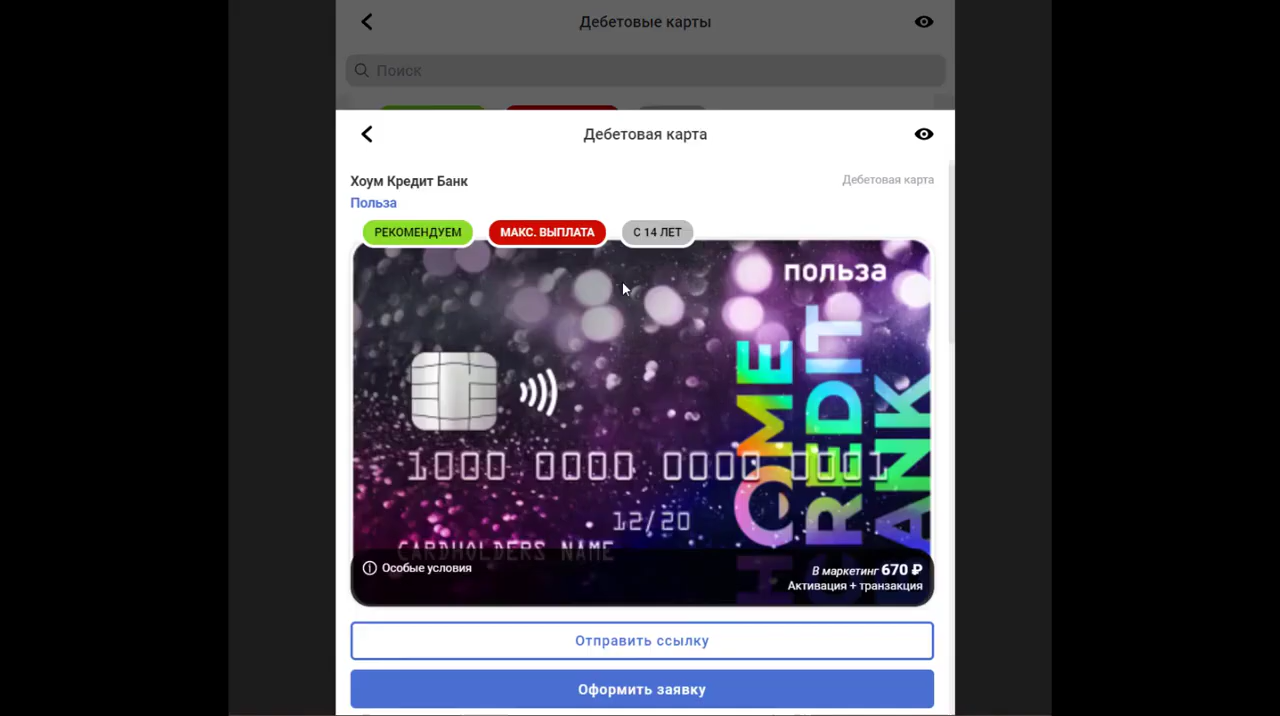 Дебетовые карты
Поиск
Дебетовая карта
Хоум Кредит Банк
Дебетовая карта
Польза
РЕКОМЕНДУЕМ
МАКС. ВЫПЛАТА
С 14 ЛЕТ
польза
HOME
CREDIT
BANK
1000 0000 0000 0001
12/20
CARDHOLDERS NAME
Особые условия
В маркетинг 670 ₽
Активация + транзакция
Отправить ссылку
Оформить заявку